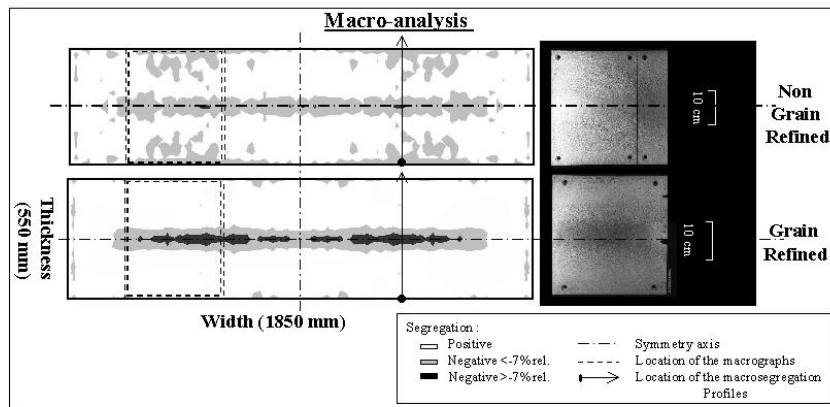 Macro-analysis
10 cm
Non
Grain
Refined
Thickness
(550 mm)
10 cm
Grain
Refined
Width (1850 mm)
Segregation :
Positive
Negative <-7%rel.
Negative >-7%rel.
Symmetry axis
Location of the macrographs
Location of the macrosegregation
Profiles